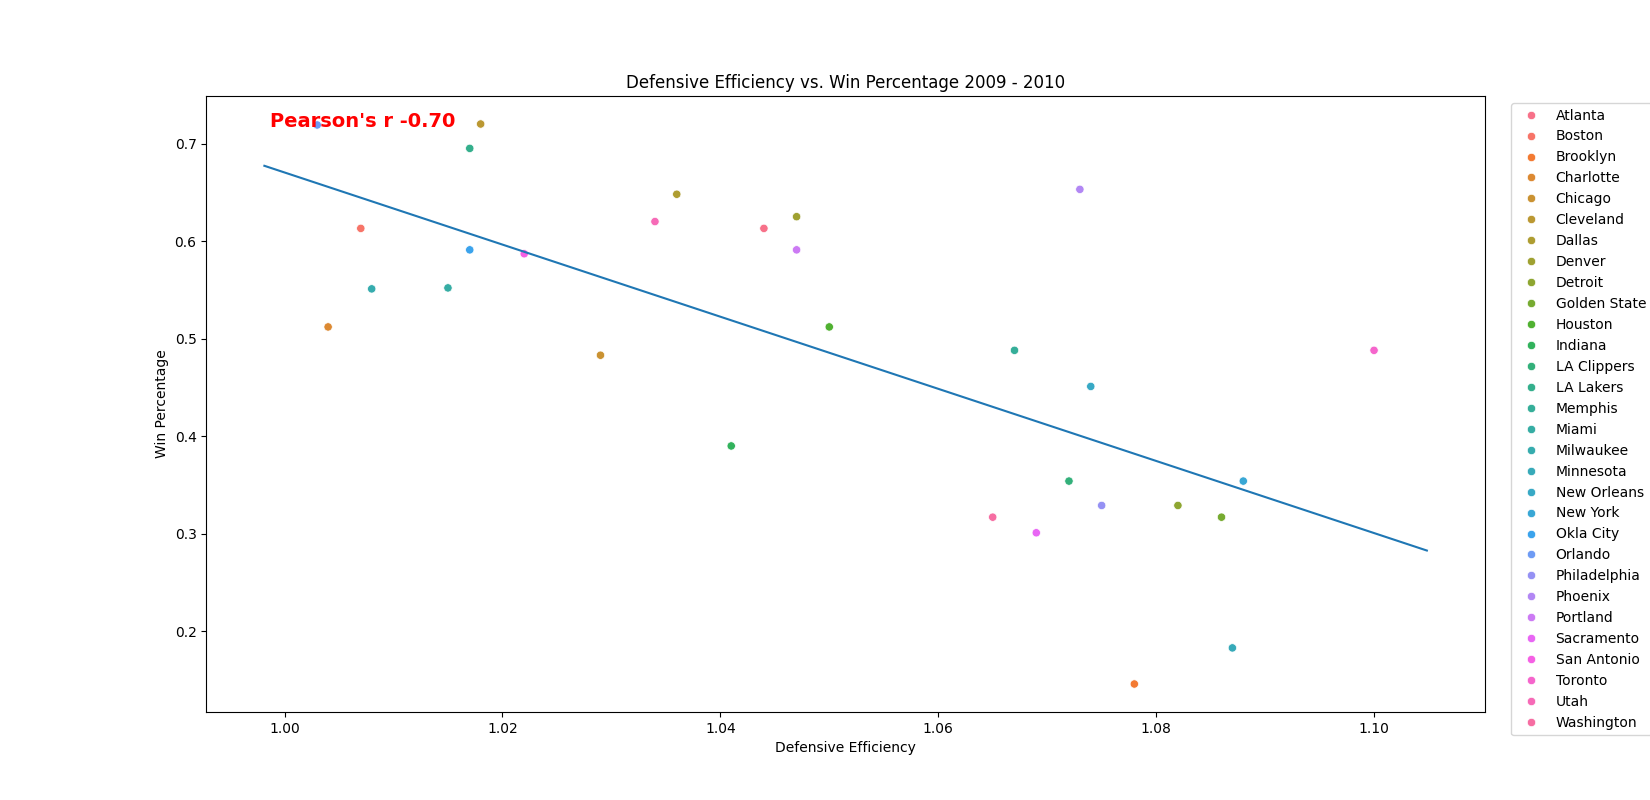 Defensive Efficiency vs. Win Percentage 2009 - 2010
Pearson's r -0.70
Win Percentage
0.7
0.6
0.5
0.4
0.3
0.2
1.00 1.02 1.04 1.06 1.08 1.10
Defensive Efficiency
Atlanta
Boston
Brooklyn
Charlotte
Chicago
Cleveland
Dallas
Denver
Detroit
Golden State
Houston
Indiana
LA Clippers
LA Lakers
Memphis
Miami
Milwaukee
Minnesota
New Orleans
New York
Okla City
Orlando
Philadelphia
Phoenix
Portland
Sacramento
San Antonio
Toronto
Utah
Washington